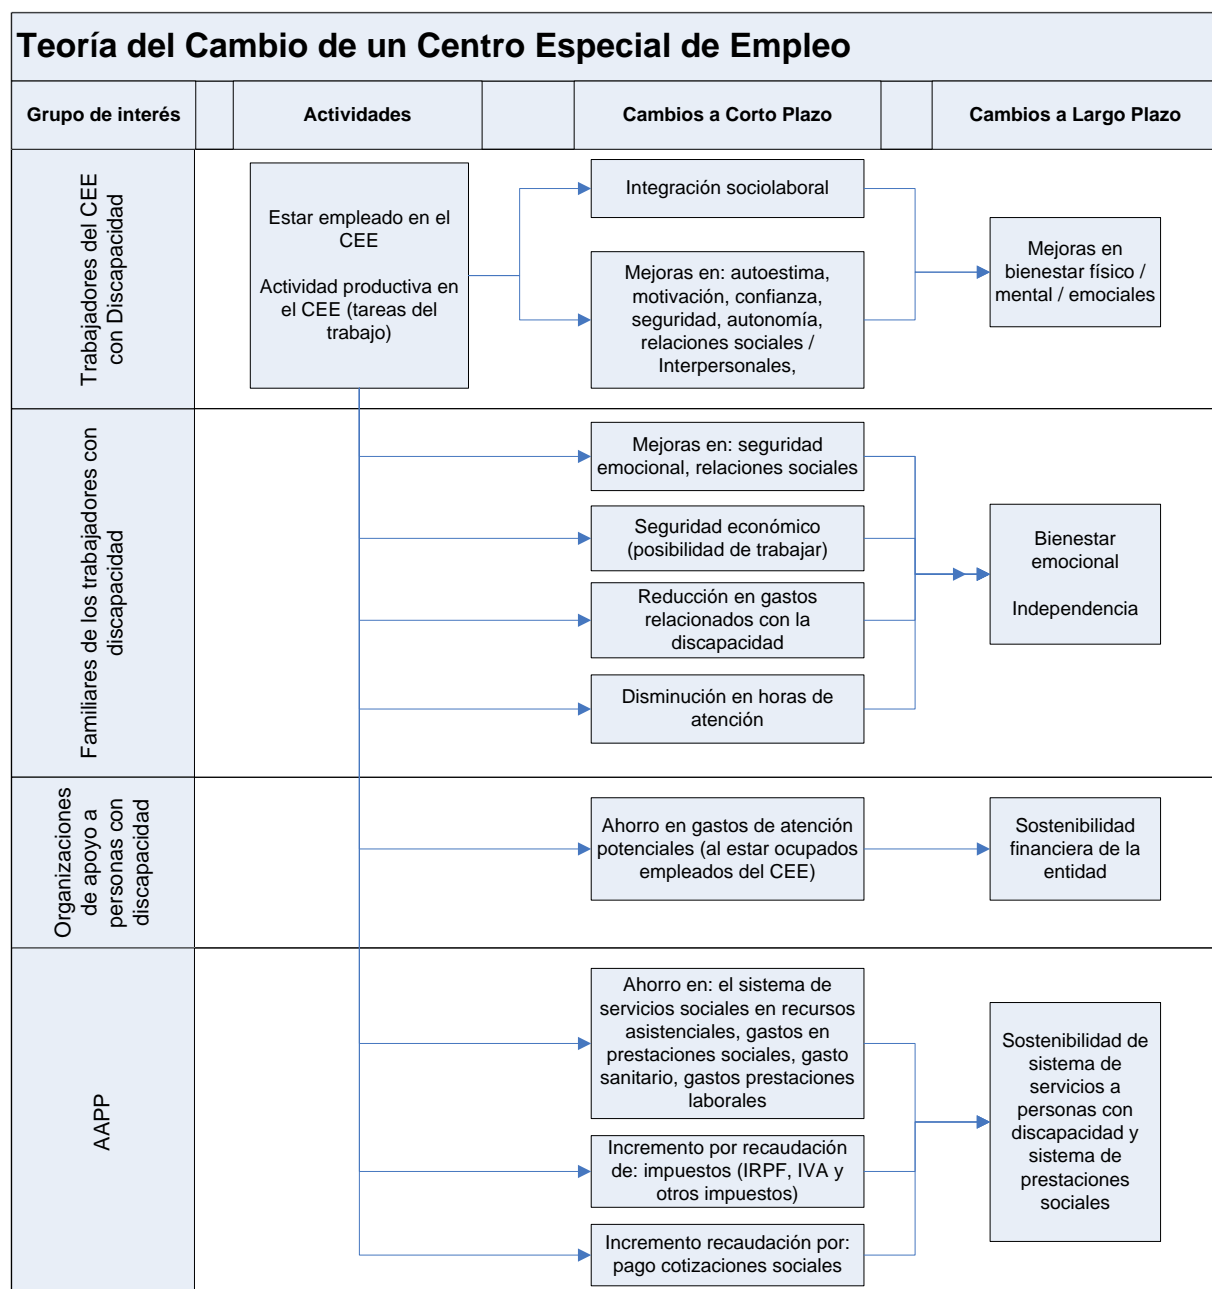 Teoría del Cambio de un Centro Especial de Empleo
Grupo de interés
Actividades
Cambios a Corto Plazo
Cambios a Largo Plazo
Trabajadores del CEE
con Discapacidad
Estar empleado en el
CEE
Actividad productiva en
el CEE (tareas del
trabajo)
Integración sociolaboral
Mejoras en: autoestima,
motivación, confianza,
seguridad, autonomía,
relaciones sociales /
Interpersonales,
Mejoras en
bienestar físico /
mental / emociales
Familiares de los trabajadores con
discapacidad
Mejoras en: seguridad
emocional, relaciones sociales
Seguridad económico
(posibilidad de trabajar)
Reducción en gastos
relacionados con la
discapacidad
Disminución en horas de
atención
Bienestar
emocional
Independencia
Organizaciones
de apoyo a
personas con
discapacidad
Ahorro en gastos de atención
potenciales (al estar ocupados
empleados del CEE)
Sostenibilidad
financiera de la
entidad
AAPP
Ahorro en: el sistema de
servicios sociales en recursos
asistenciales, gastos en
prestaciones sociales, gasto
sanitario, gastos prestaciones
laborales
Incremento por recaudación
de: impuestos (IRPF, IVA y
otros impuestos)
Incremento recaudación por:
pago cotizaciones sociales
Sostenibilidad de
sistema de
servicios a
personas con
discapacidad y
sistema de
prestaciones
sociales